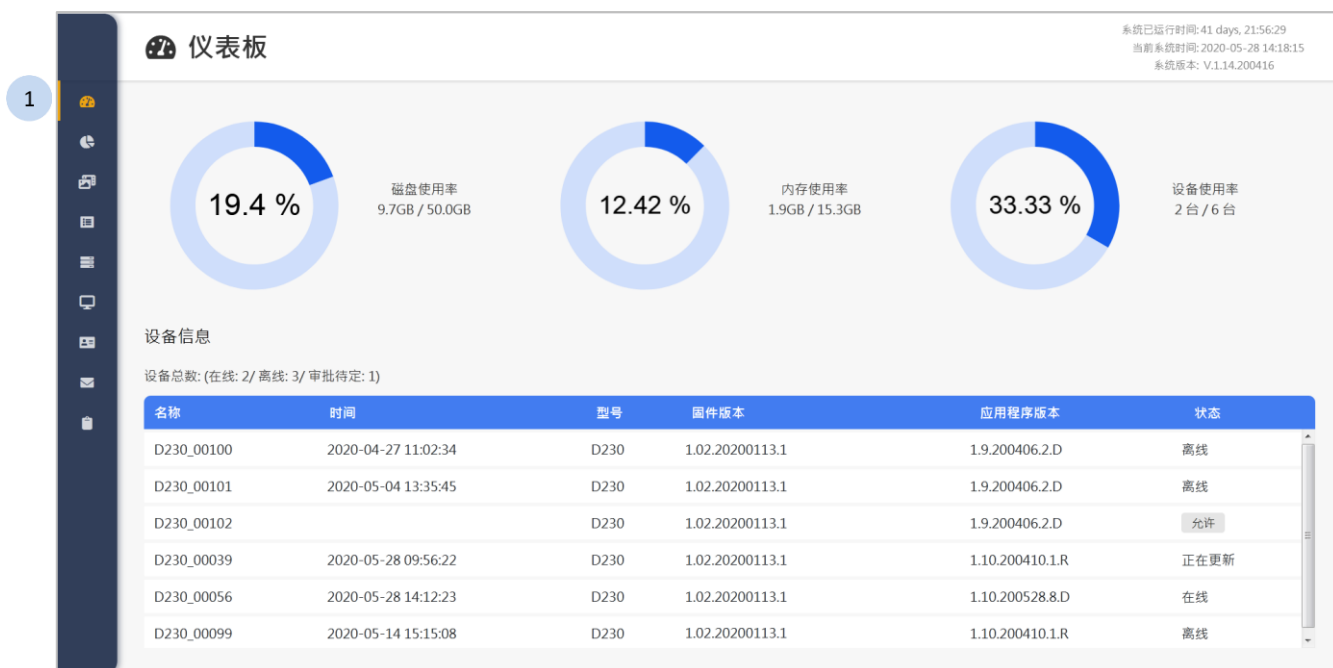 仪表板
系统已运行时间: 41 days, 21:56:29
当前系统时间: 2020-05-28 14:18:15
系统版本: V.1.14.200416
1
19.4 %
磁盘使用率
9.7GB / 50.0GB
12.42 %
内存使用率
1.9GB / 15.3GB
33.33 %
设备使用率
2 台 / 6 台
设备信息
设备总数: (在线: 2/ 离线: 3/ 审批待定: 1)
名称 时间 型号 固件版本 应用程序版本 状态
D230_00100 2020-04-27 11:02:34 D230 1.02.20200113.1 1.9.200406.2.D 离线
D230_00101 2020-05-04 13:35:45 D230 1.02.20200113.1 1.9.200406.2.D 离线
D230_00102 D230 1.02.20200113.1 1.9.200406.2.D 允许
D230_00039 2020-05-28 09:56:22 D230 1.02.20200113.1 1.10.200410.1.R 正在更新
D230_00056 2020-05-28 14:12:23 D230 1.02.20200113.1 1.10.200528.8.D 在线
D230_00099 2020-05-14 15:15:08 D230 1.02.20200113.1 1.10.200410.1.R 离线